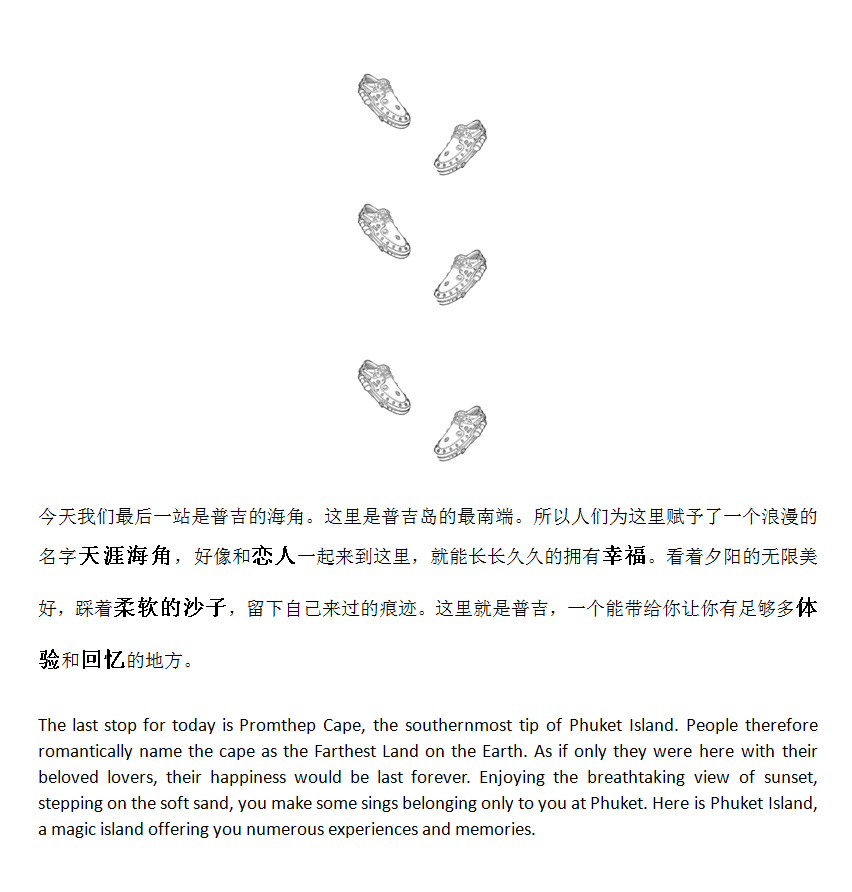 今天我们最后一站是普吉的海角。这里是普吉岛的最南端。所以人们为这里赋予了一个浪漫的
名字天涯海角，好像和恋人一起来到这里，就能长长久久的拥有幸福。看着夕阳的无限美
好，踩着柔软的沙子，留下自己来过的痕迹。这里就是普吉，一个能带给你让你有足够多体
验和回忆的地方。
The last stop for today is Promthep Cape, the southernmost tip of Phuket Island. People therefore
romantically name the cape as the Farthest Land on the Earth. As if only they were here with their
beloved lovers, their happiness would be last forever. Enjoying the breathtaking view of sunset,
stepping on the soft sand, you make some sings belonging only to you at Phuket. Here is Phuket Island,
a magic island offering you numerous experiences and memories.